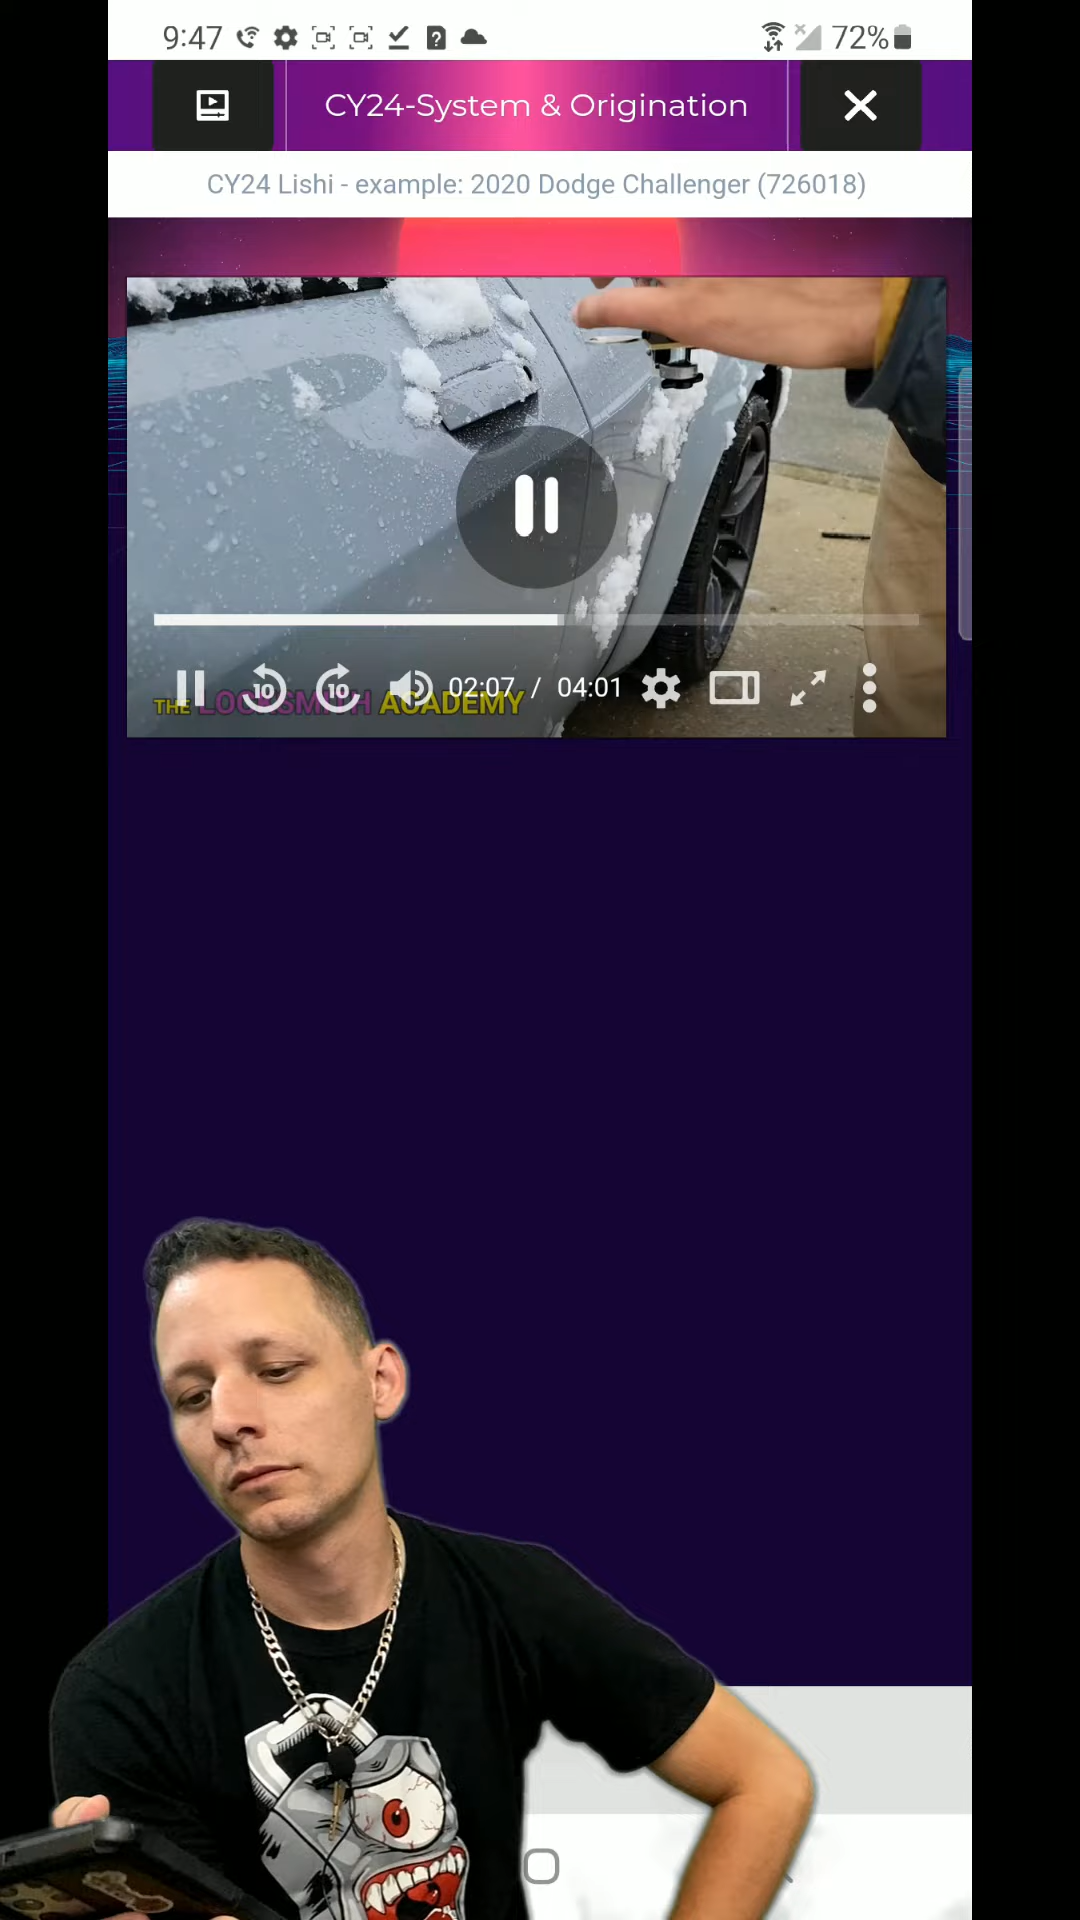 9:47
72%
CY24-System & Origination
CY24 Lishi - example: 2020 Dodge Challenger (726018)
10
10
02:07 / 04:01
THE LOCKSMITH ACADEMY